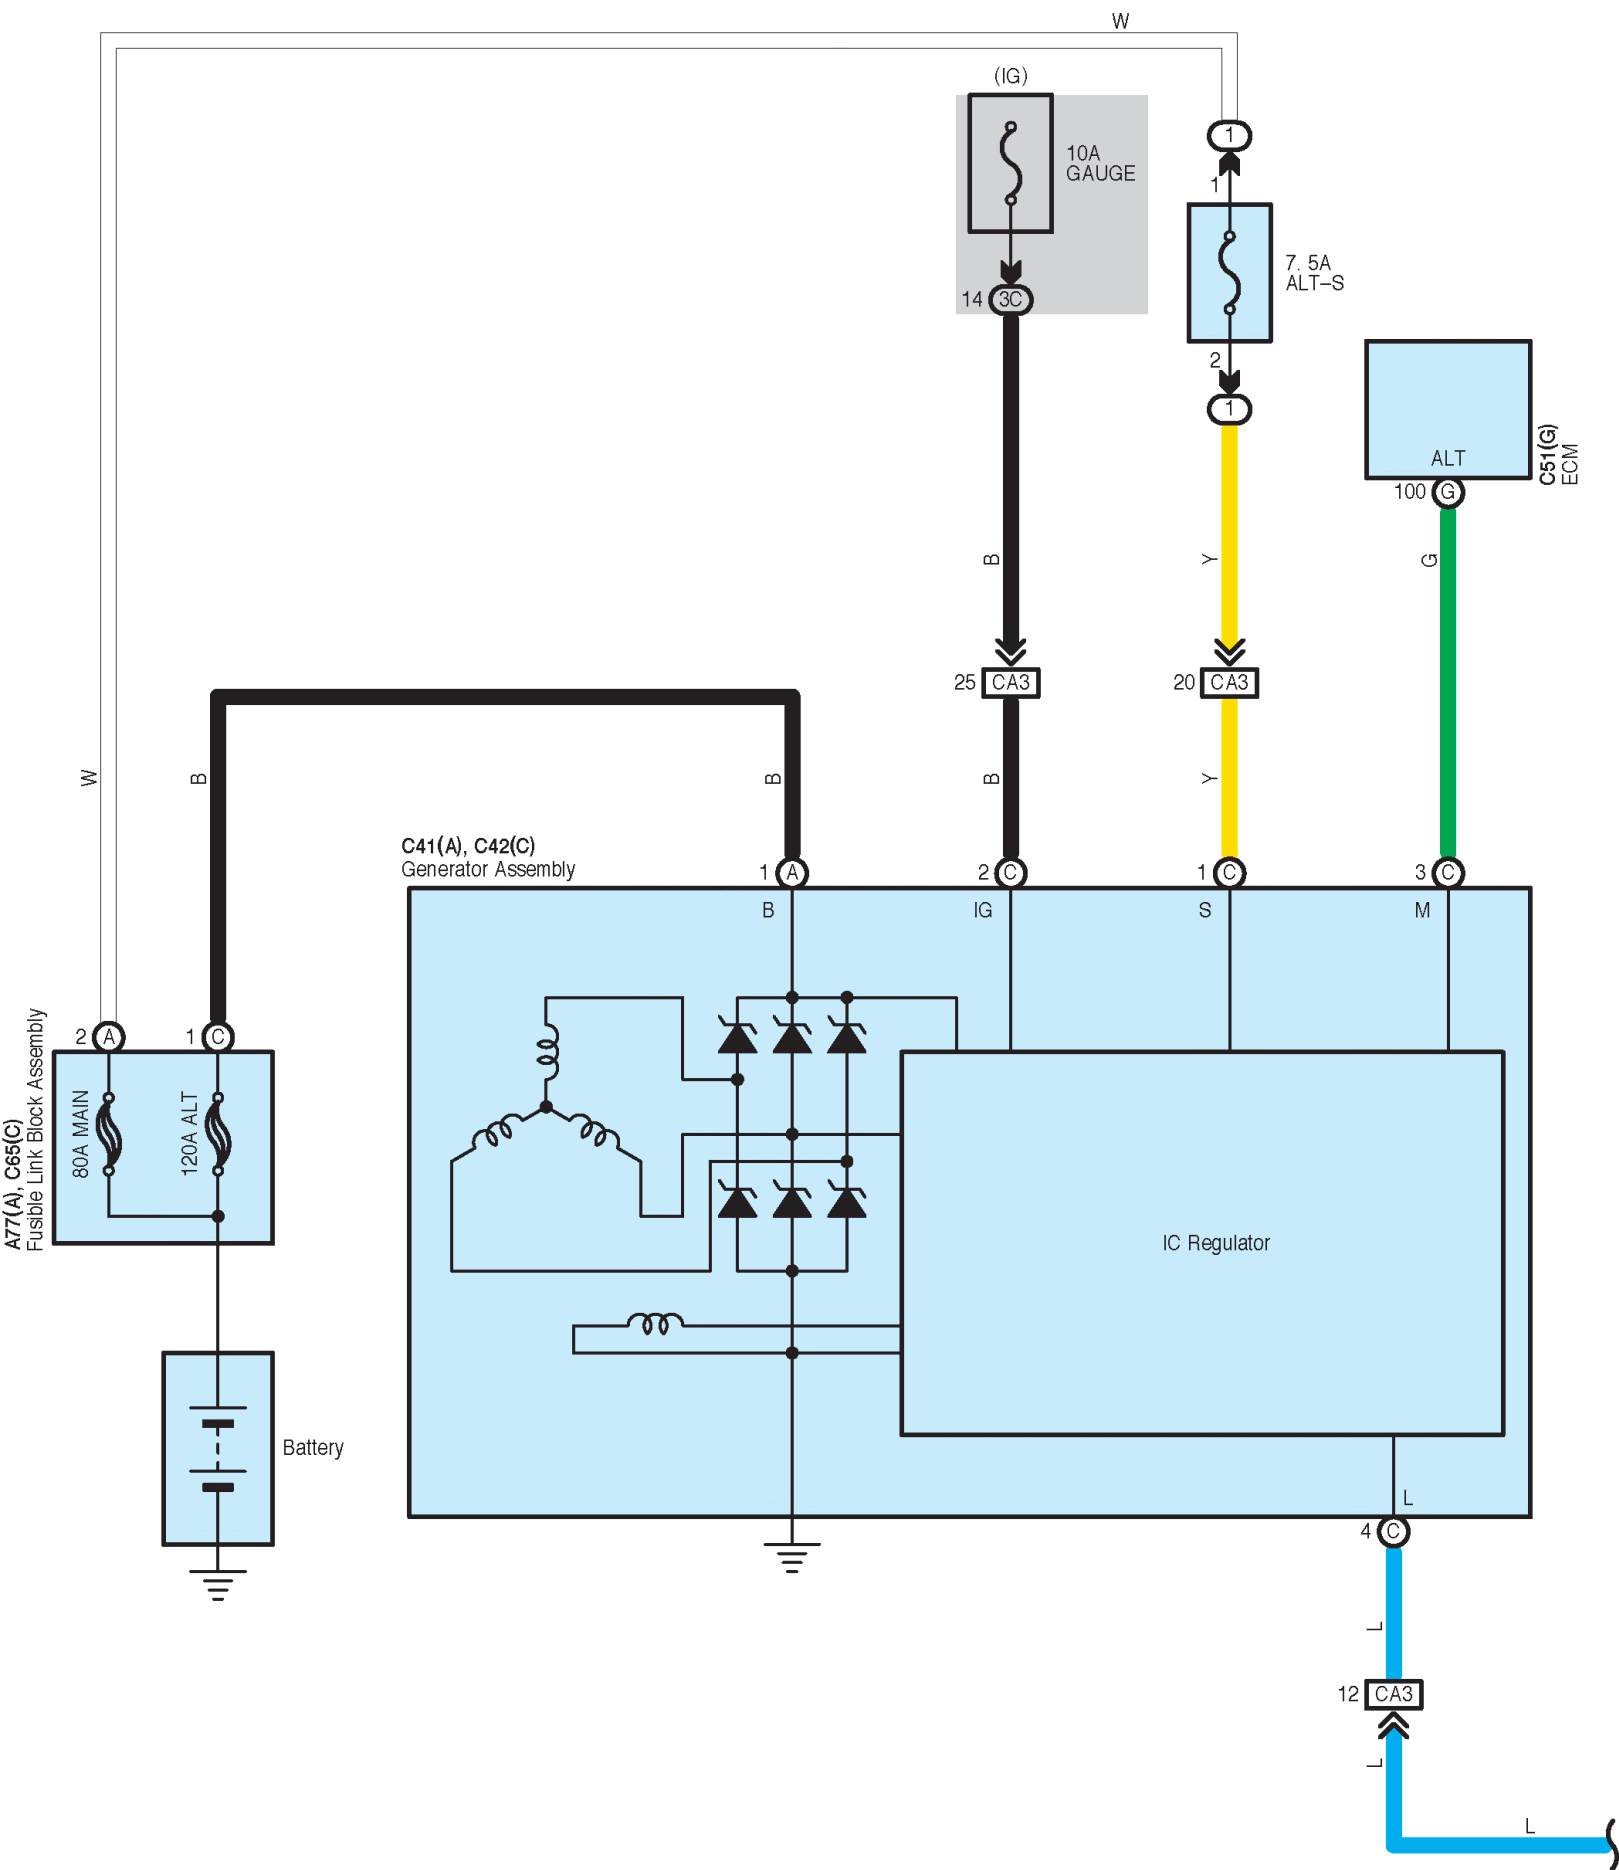 W
(IG)
10A
GAUGE
14 3C
1
1
7. 5A
ALT–S
2
1
ALT
100 G
C51(G)
ECM
B
Y
G
25 CA3
20 CA3
W
B
B
B
Y
C41(A), C42(C)
Generator Assembly
1 A
2 C
1 C
3 C
B
IG
S
M
2 A
1 C
80A MAIN
120A ALT
A77(A), C65(C)
Fusible Link Block Assembly
IC Regulator
Battery
L
4 C
L
12 CA3
L
L